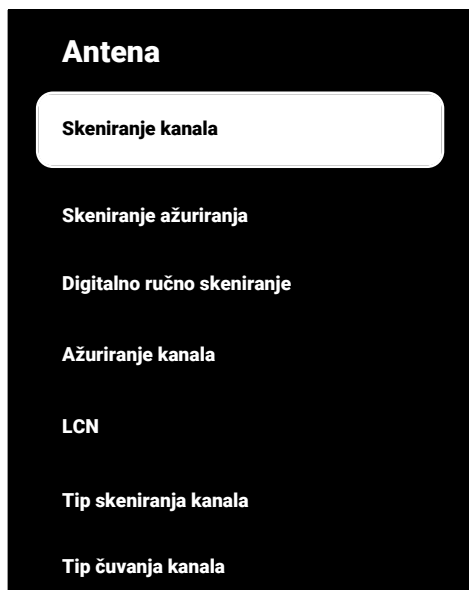 Antena
Skeniranje kanala
Skeniranje ažuriranja
Digitalno ručno skeniranje
Ažuriranje kanala
LCN
Tip skeniranja kanala
Tip čuvanja kanala